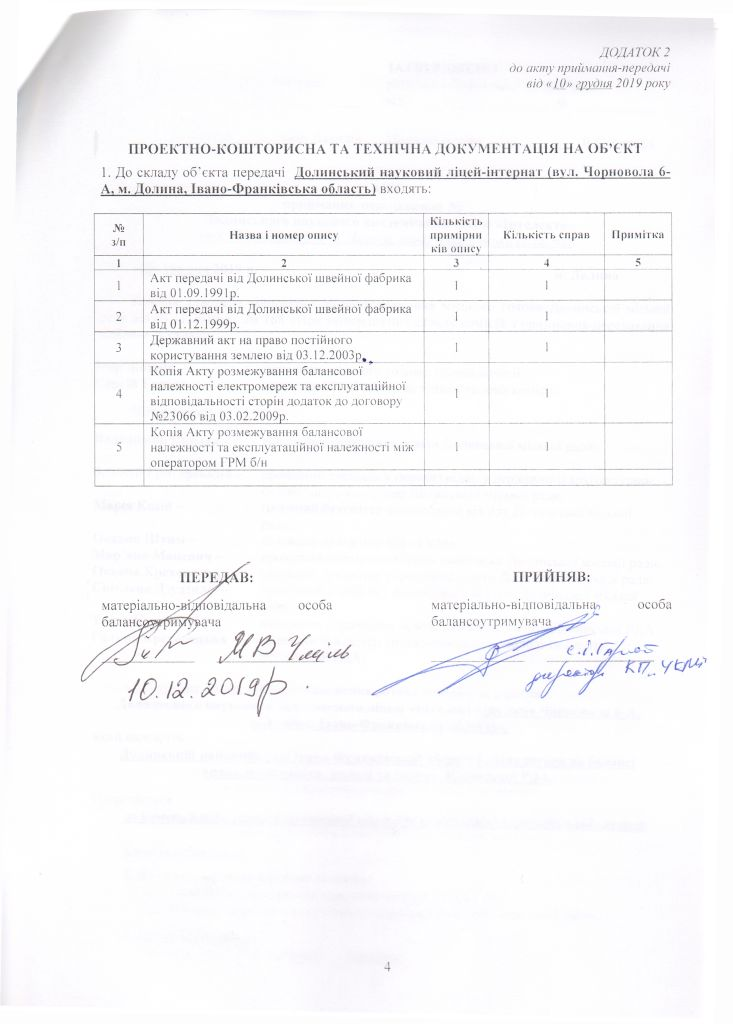 ДОДАТОК 2
до акту приймання-передачі
від «10» грудня 2019 року
ПРОЕКТНО-КОШТОРИСНА ТА ТЕХНІЧНА ДОКУМЕНТАЦІЯ НА ОБ’ЄКТ
1. До складу об’єкта передачі Долинський науковий ліцей-інтернат (вул. Чорновола 6-
А, м. Долина, Івано-Франківська область) входять:
№ з/п Назва і номер опису Кількість примірни ків опису Кількість справ Примітка
1 2 3 4 5
1 Акт передачі від Долинської швейної фабрика
від 01.09.1991р. 1 1
2 Акт передачі від Долинської швейної фабрика
від 01.12.1999р. 1 1
3 Державний акт на право постійного
користування землею від 03.12.2003р. 1 1
4 Копія Акту розмежування балансової
належності електромереж та експлуатаційної
відповідальності сторін додаток до договору
№23066 від 03.02.2009р. 1 1
5 Копія Акту розмежування балансової
належності та експлуатаційної належності між
оператором ГРМ б/н 1 1
ПЕРЕДАВ: ПРИЙНЯВ:
матеріально-відповідальна особа матеріально-відповідальна особа
балансоутримувача балансоутримувача
М В
10.12.2019р. директор КП
4